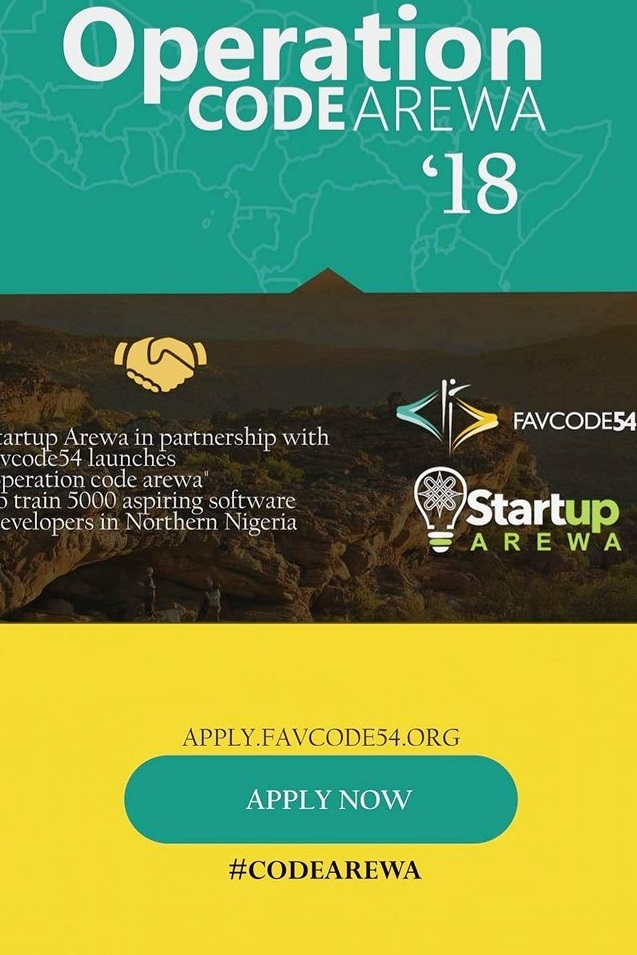 Operation
CODEAREWA
‘18
tartup Arewa in partnership with
vcode54 launches
peration code arewa"
o train 5000 aspiring software
evelopers in Northern Nigeria
FAVCODE54
Startup
AREWA
APPLY.FAVCODE54.ORG
APPLY NOW
#CODEAREWA